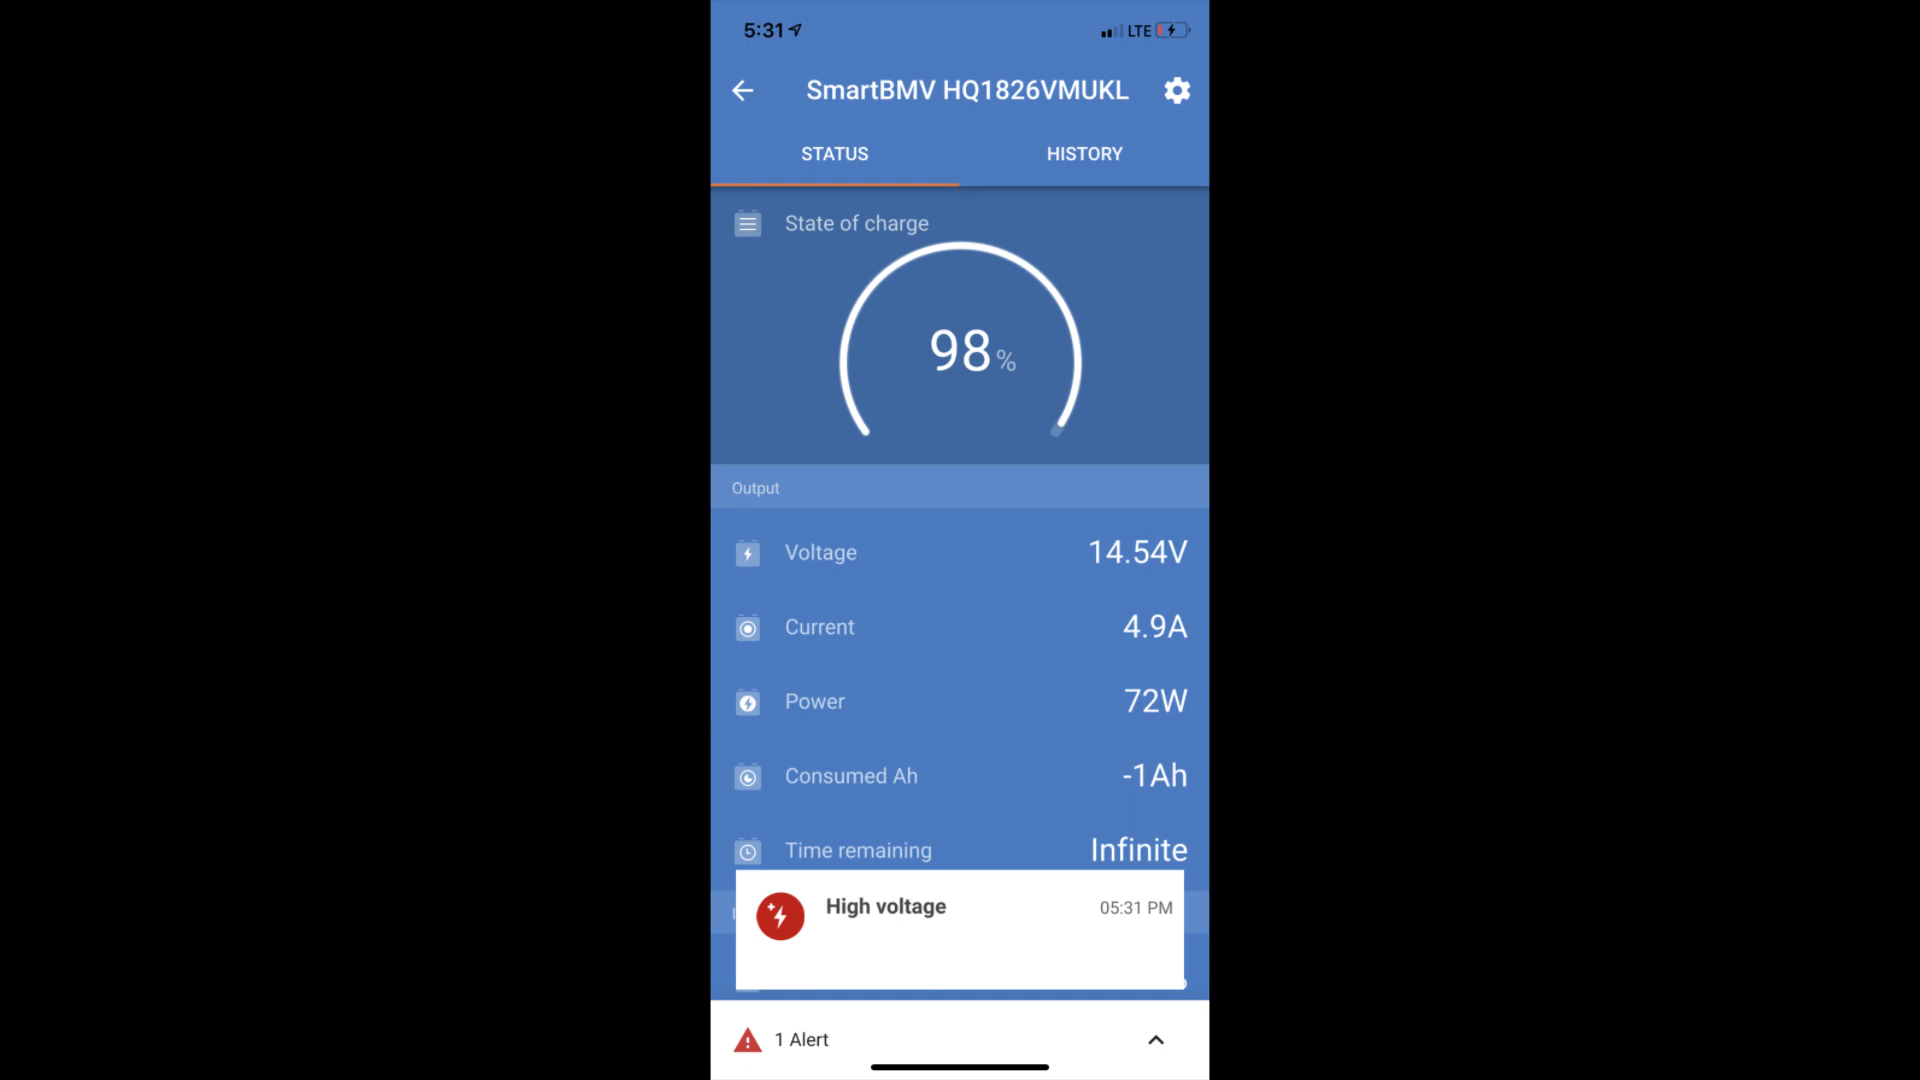 5:31
LTE
SmartBMV HQ1826VMUKL
STATUS
HISTORY
State of charge
98%
Output
Voltage
14.54V
Current
4.9A
Power
72W
Consumed Ah
-1Ah
Time remaining
Infinite
High voltage
05:31 PM
1 Alert